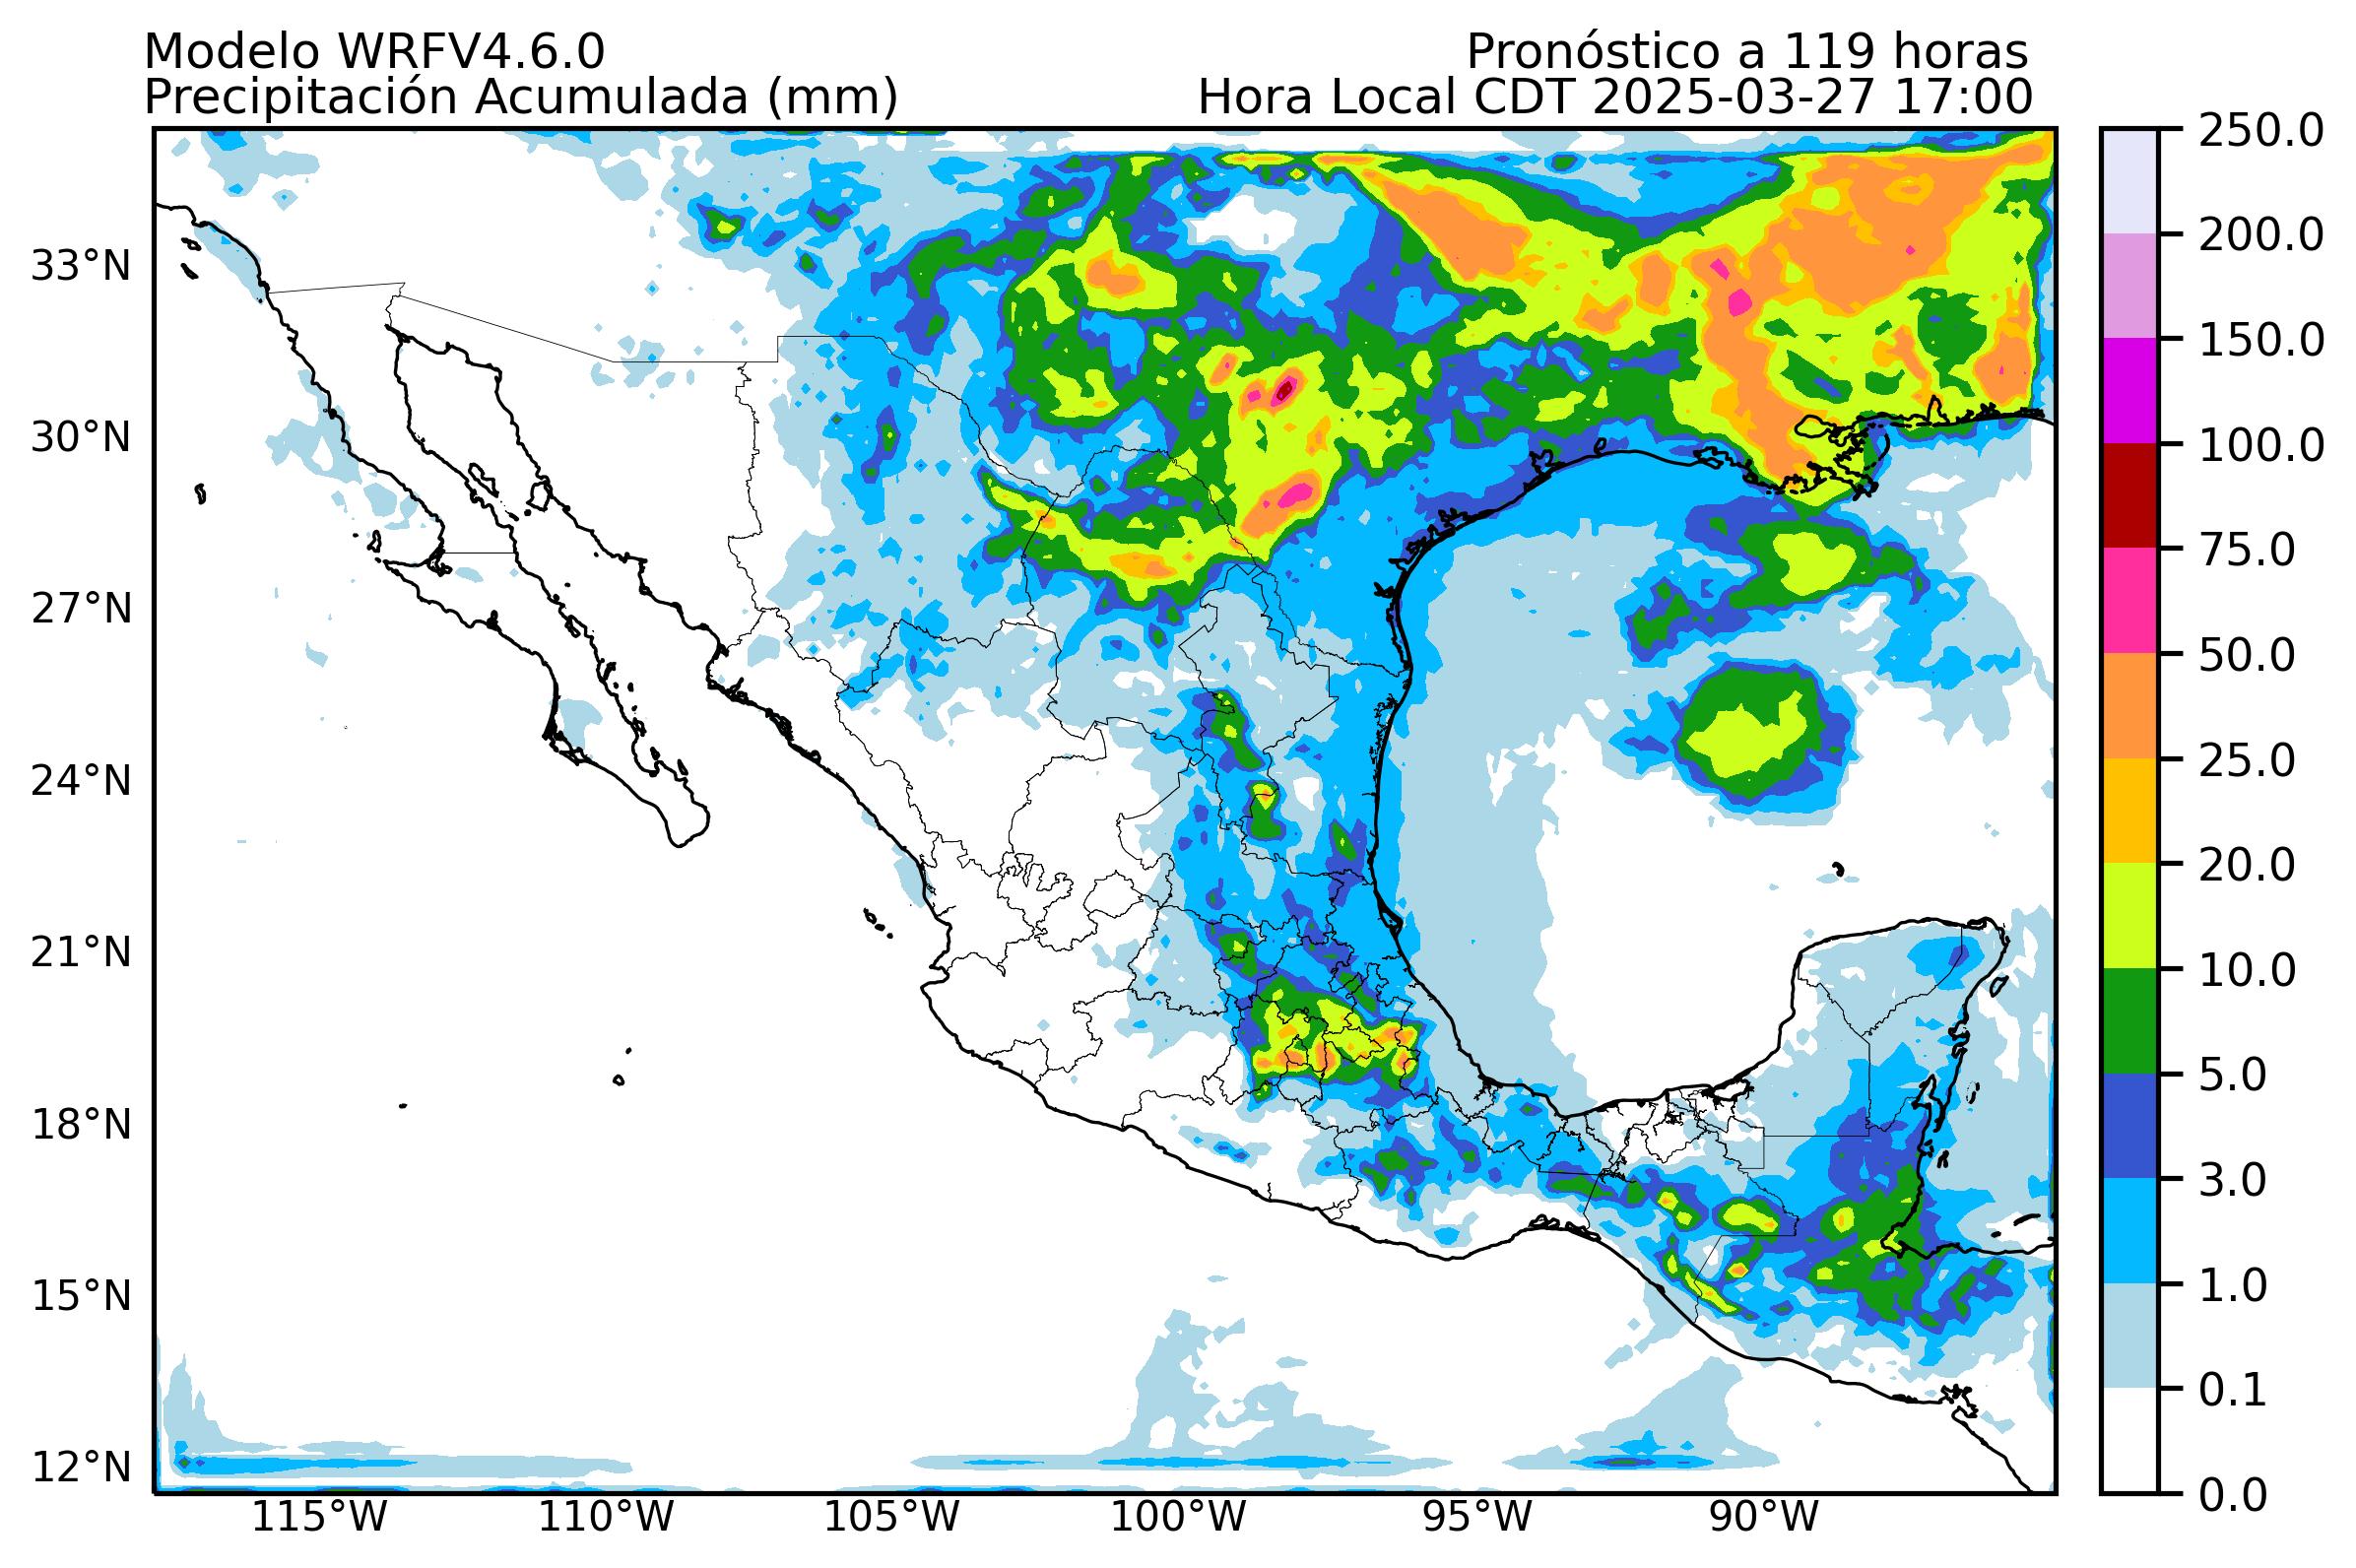 Modelo WRFV4.6.0
Pronóstico a 119 horas
Precipitación Acumulada (mm)
Hora Local CDT 2025-03-27 17:00
33°N
30°N
27°N
24°N
21°N
18°N
15°N
12°N
115°W
110°W
105°W
100°W
95°W
90°W
250.0
200.0
150.0
100.0
75.0
50.0
25.0
20.0
10.0
5.0
3.0
1.0
0.1
0.0